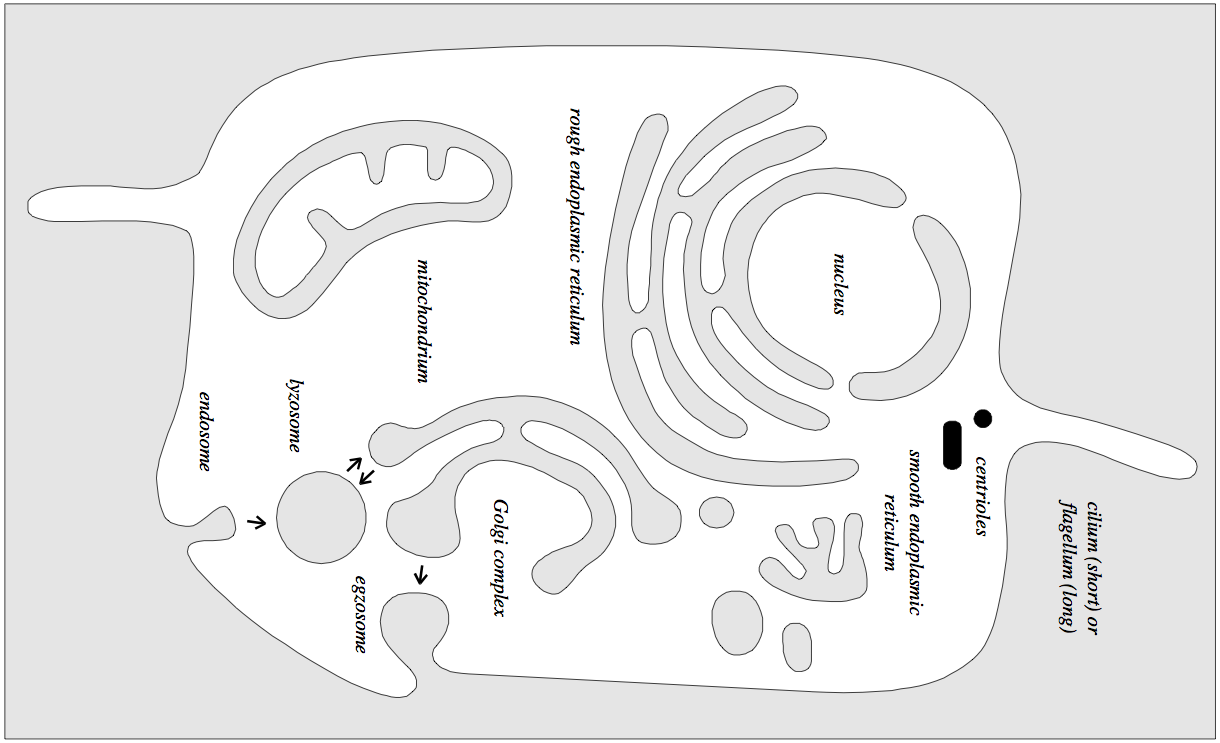 cilium (short) or
flagellum (long)
centrioles
smooth endoplasmic
reticulum
nucleus
rough endoplasmic reticulum
Golgi complex
mitochondrium
egzosome
lyzosome
endosome